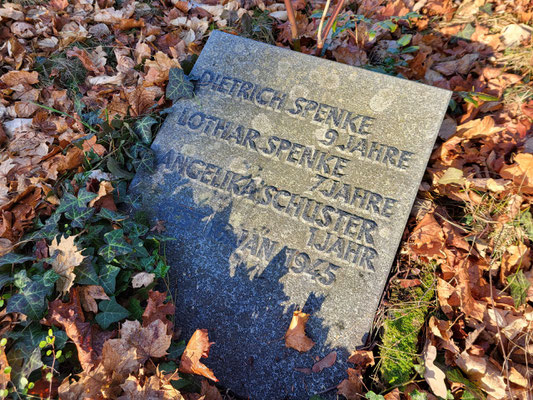 DIETRICH SPENKE
9 JAHRE
LOTHAR SPENKE
7 JAHRE
ANGELIKA SCHUSTER
1 JAHR
JAN 1945